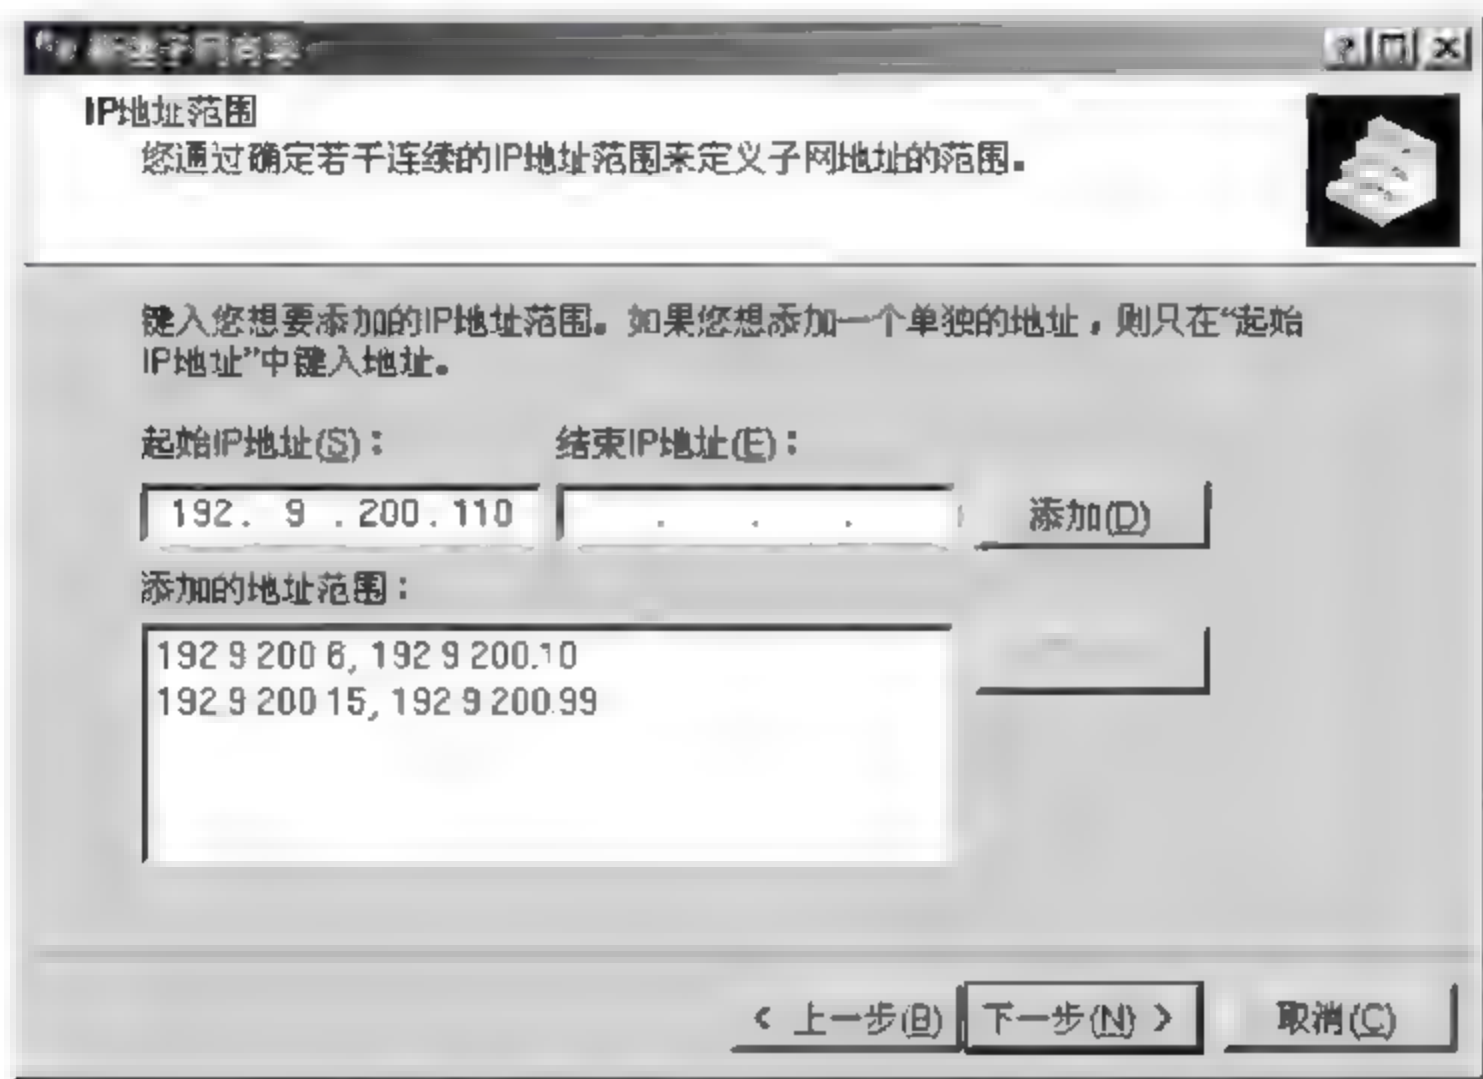 IP地址范围
您通过确定若干连续的IP地址范围来定义子网地址的范围。
键入您想要添加的IP地址范围。如果您想添加一个单独的地址，则只在“起始
IP地址”中键入地址。
起始IP地址(S)： 结束IP地址(E)：
192. 9 .200.110 . . . 添加(D)
添加的地址范围：
192 9 200 6, 192 9 200.10
192.9 200 15, 192 9 200.99
< 上一步(B) 下一步(N) > 取消(C)